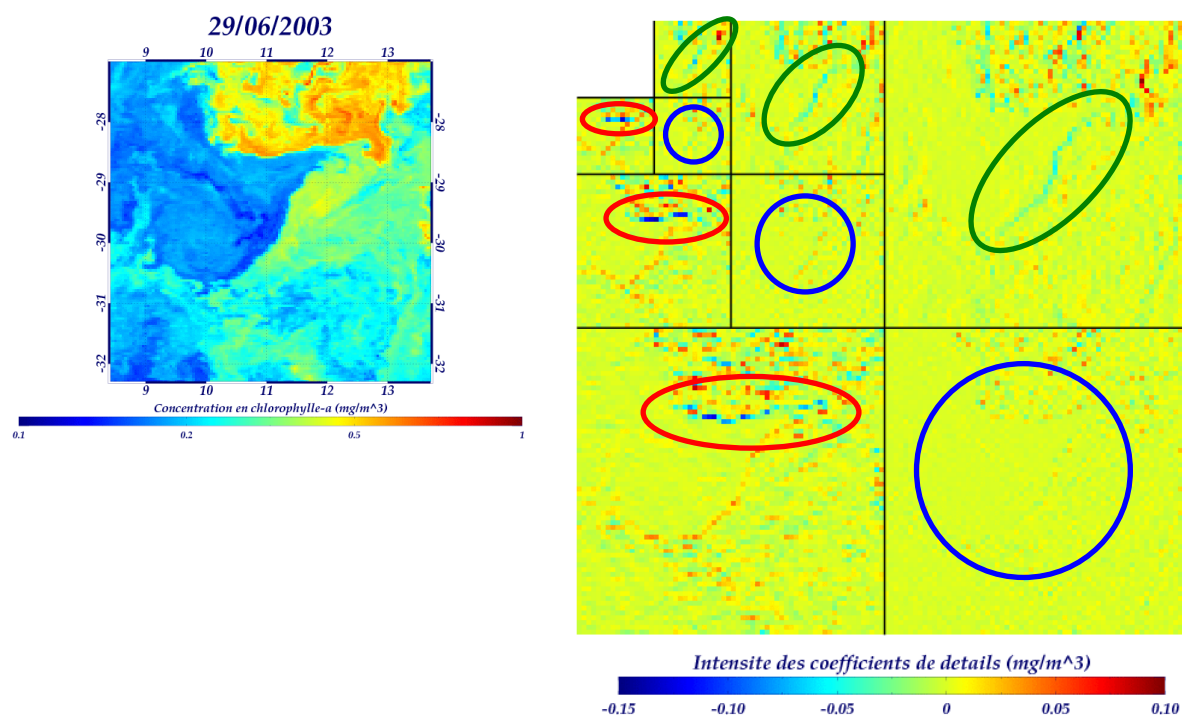 29/06/2003
9 10 11 12 13
-28 -28
-29 -29
-30 -30
-31 -31
-32 -32
9 10 11 12 13
Concentration en chlorophylle-a (mg/m^3)
0.1 0.2 0.5 1
Intensite des coefficients de details (mg/m^3)
-0.15 -0.10 -0.05 0 0.05 0.10